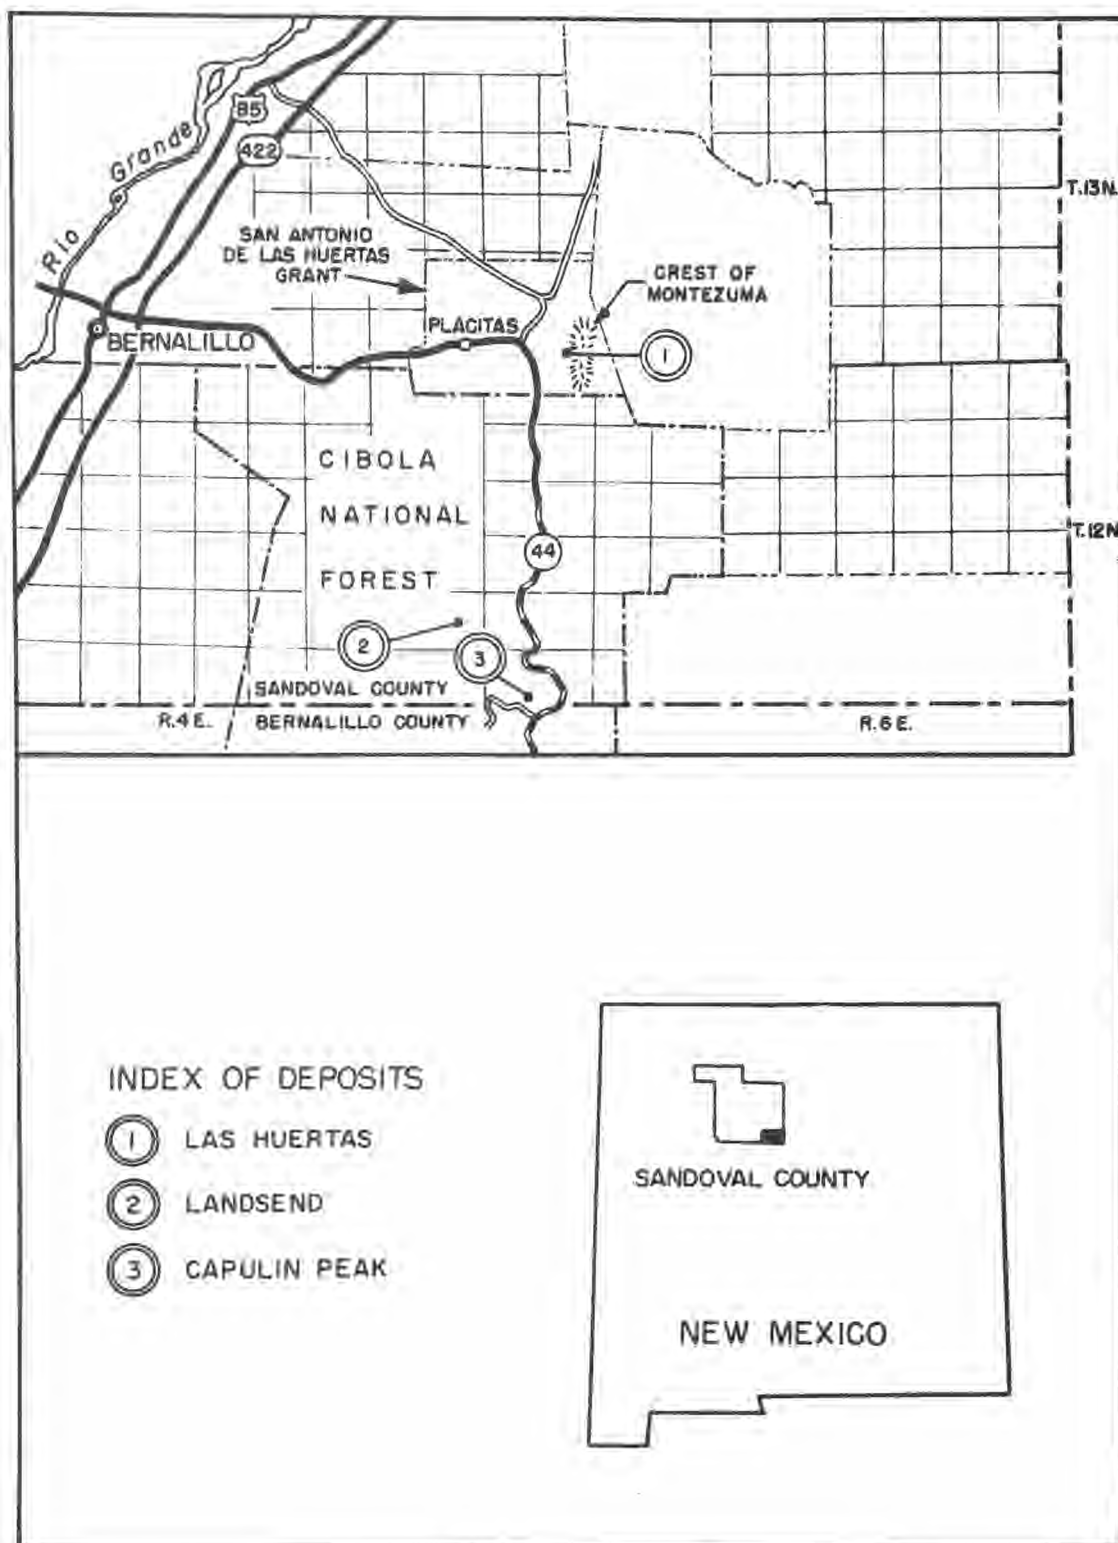 85
422
Rio Grande
T.13N.
SAN ANTONIO
DE LAS HUERTAS
GRANT
CREST OF
MONTEZUMA
PLACITAS
BERNALILLO
1
CIBOLA
NATIONAL
FOREST
T.12N
44
2
3
SANDOVAL COUNTY
R.4E.
BERNALILLO COUNTY
R.6E.
INDEX OF DEPOSITS
1 LAS HUERTAS
2 LANDSEND
3 CAPULIN PEAK
SANDOVAL COUNTY
NEW MEXICO